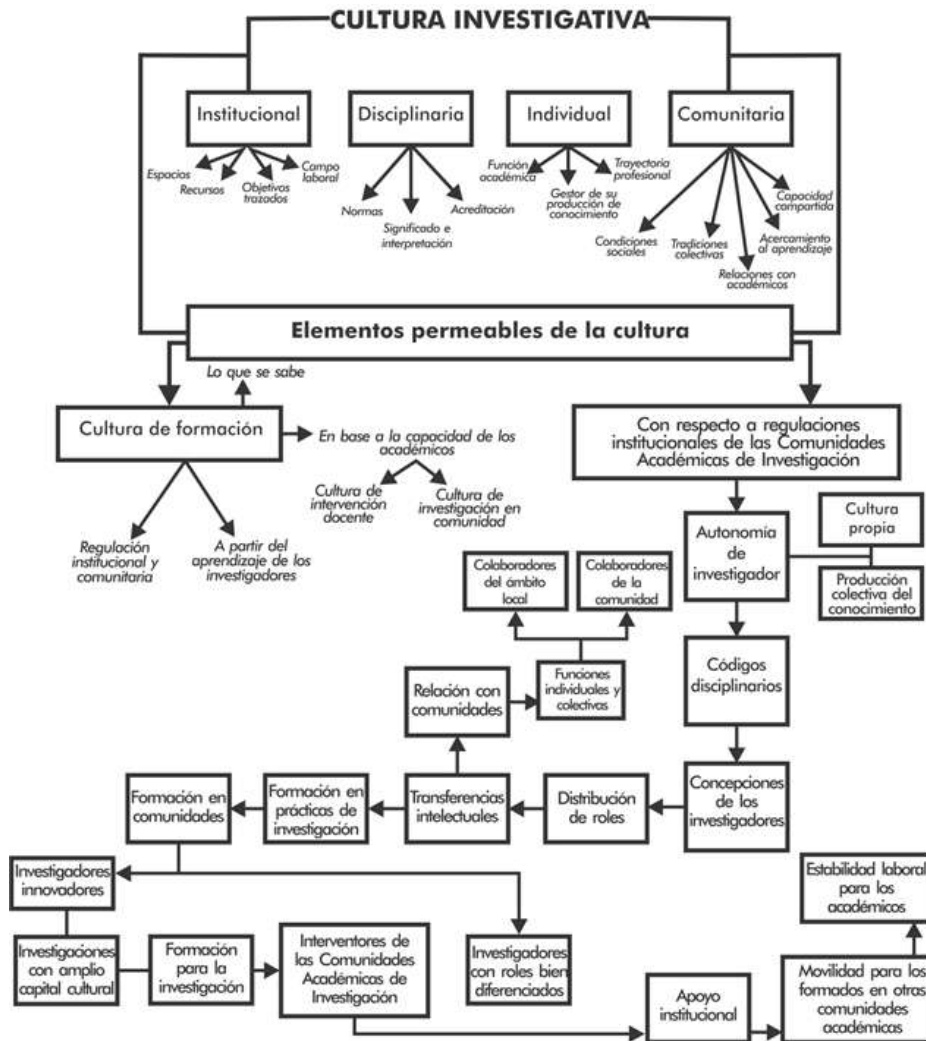 CULTURA INVESTIGATIVA
Institucional
Disciplinaria
Individual
Comunitaria
Espacios
Recursos
Objetivos
trazados
Campo
laboral
Normas
Significado e
interpretación
Acreditación
Función
académica
Gestor de su
producción de
conocimiento
Trayectoria
profesional
Condiciones
sociales
Tradiciones
colectivas
Relaciones con
académicos
Acercamiento
al aprendizaje
Capacidad
compartida
Elementos permeables de la cultura
Lo que se sabe
Cultura de formación
En base a la capacidad de los
académicos
Cultura de
intervención
docente
Cultura de
investigación en
comunidad
Regulación
institucional y
comunitaria
A partir del
aprendizaje de los
investigadores
Con respecto a regulaciones
institucionales de las Comunidades
Académicas de Investigación
Autonomía
de
investigador
Cultura
propia
Producción
colectiva del
conocimiento
Códigos
disciplinarios
Concepciones
de los
investigadores
Distribución
de roles
Transferencias
intelectuales
Relación con
comunidades
Funciones
individuales y
colectivas
Colaboradores
del ámbito
local
Colaboradores
de la
comunidad
Formación en
prácticas de
investigación
Formación en
comunidades
Investigadores
innovadores
Investigaciones
con amplio
capital cultural
Formación
para la
investigación
Interventores de
las Comunidades
Académicas de
Investigación
Investigadores
con roles bien
diferenciados
Apoyo
institucional
Movilidad para los
formados en otras
comunidades
académicas
Estabilidad laboral
para los
académicos